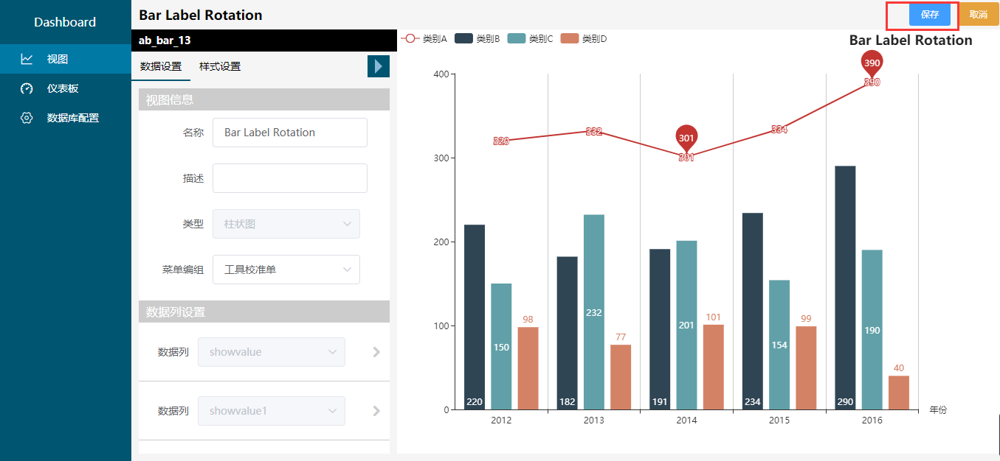 Dashboard
视图
仪表板
数据库配置
Bar Label Rotation
保存
取消
ab_bar_13
数据设置
样式设置
视图信息
名称
Bar Label Rotation
描述
类型
柱状图
菜单编组
工具校准单
数据列设置
数据列
showvalue
数据列
showvalue1
类别A
类别B
类别C
类别D
Bar Label Rotation
400
300
200
100
0
390
390
320
332
301
301
334
220
150
98
182
232
77
191
201
101
234
154
99
290
190
40
2012
2013
2014
2015
2016
年份